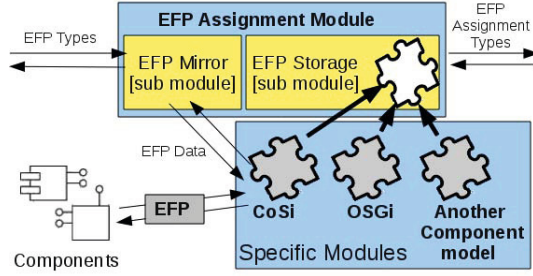 EFP Assignment Module
EFP Types
EFP
Assignment
Types
EFP Mirror
[sub module]
EFP Storage
[sub module]
EFP Data
EFP
CoSi
OSGi
Another
Component
model
Components
Specific Modules